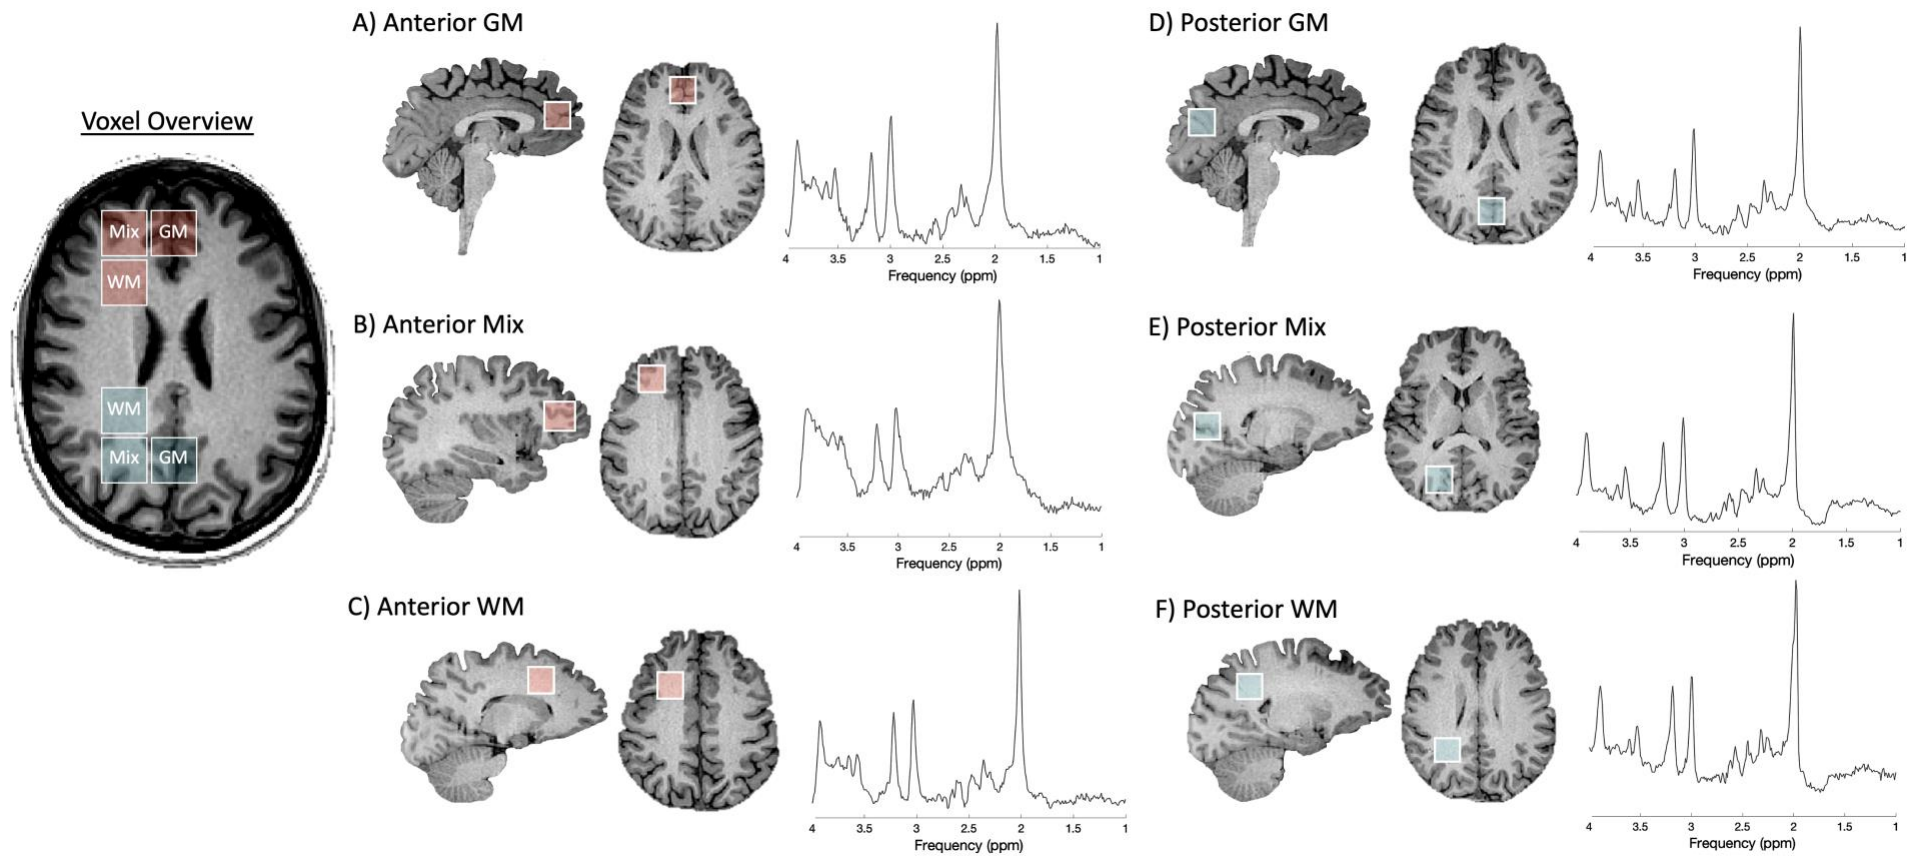 Voxel Overview
Mix GM
WM
WM
Mix GM
A) Anterior GM
4 3.5 3 2.5 2 1.5 1
Frequency (ppm)
B) Anterior Mix
4 3.5 3 2.5 2 1.5 1
Frequency (ppm)
C) Anterior WM
4 3.5 3 2.5 2 1.5 1
Frequency (ppm)
D) Posterior GM
4 3.5 3 2.5 2 1.5 1
Frequency (ppm)
E) Posterior Mix
4 3.5 3 2.5 2 1.5 1
Frequency (ppm)
F) Posterior WM
4 3.5 3 2.5 2 1.5 1
Frequency (ppm)